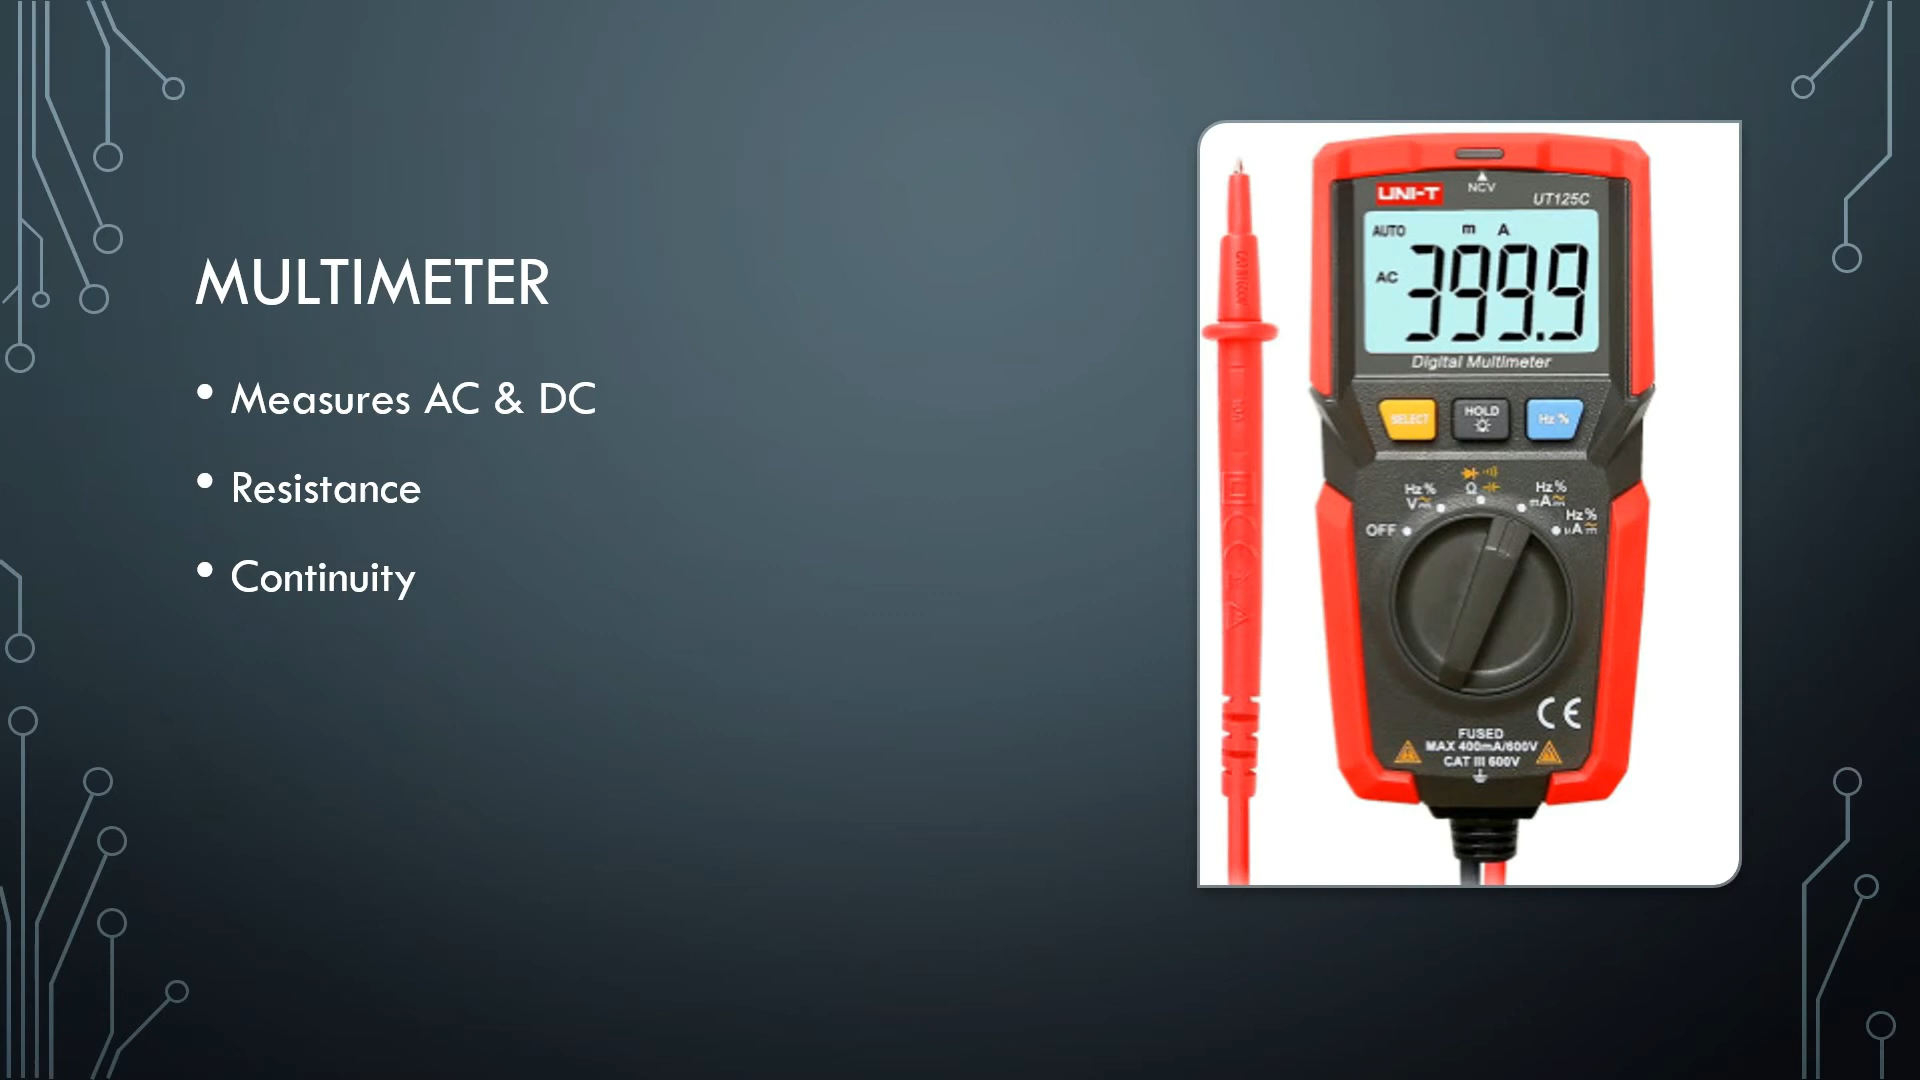 MULTIMETER
• Measures AC & DC
• Resistance
• Continuity
NCV
UNI-T
UT125C
AUTO m A
AC 399.9
Digital Multimeter
SELECT HOLD Hz %
Hz% Ω Hz%
V mA Hz%
OFF μA
CE
FUSED
MAX 400mA/600V
CAT III 600V